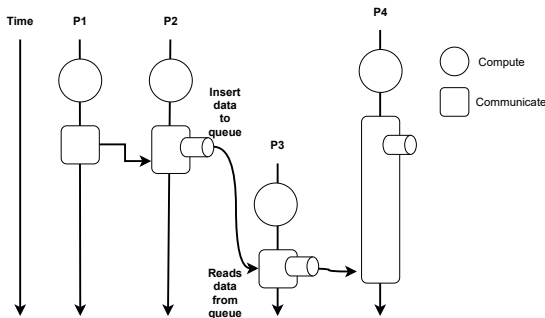 Time
P1
P2
P4
Compute
Insert
data
to
queue
Communicate
P3
Reads
data
from
queue